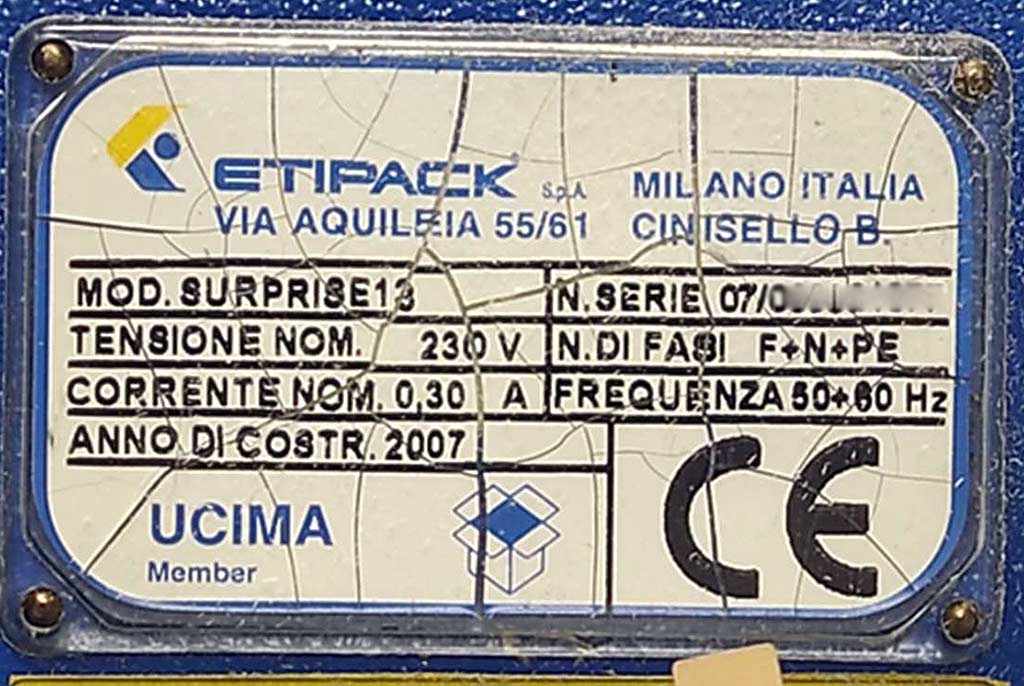 ETIPACK S.p.A. MILANO ITALIA
VIA AQUILEIA 55/61 CINISELLO B.
MOD. SURPRISE13 N. SERIE 07/
TENSIONE NOM. 230 V N. DI FASI F+N+PE
CORRENTE NOM. 0,30 A FREQUENZA 50+60 Hz
ANNO DI COSTR. 2007
UCIMA
Member
CE